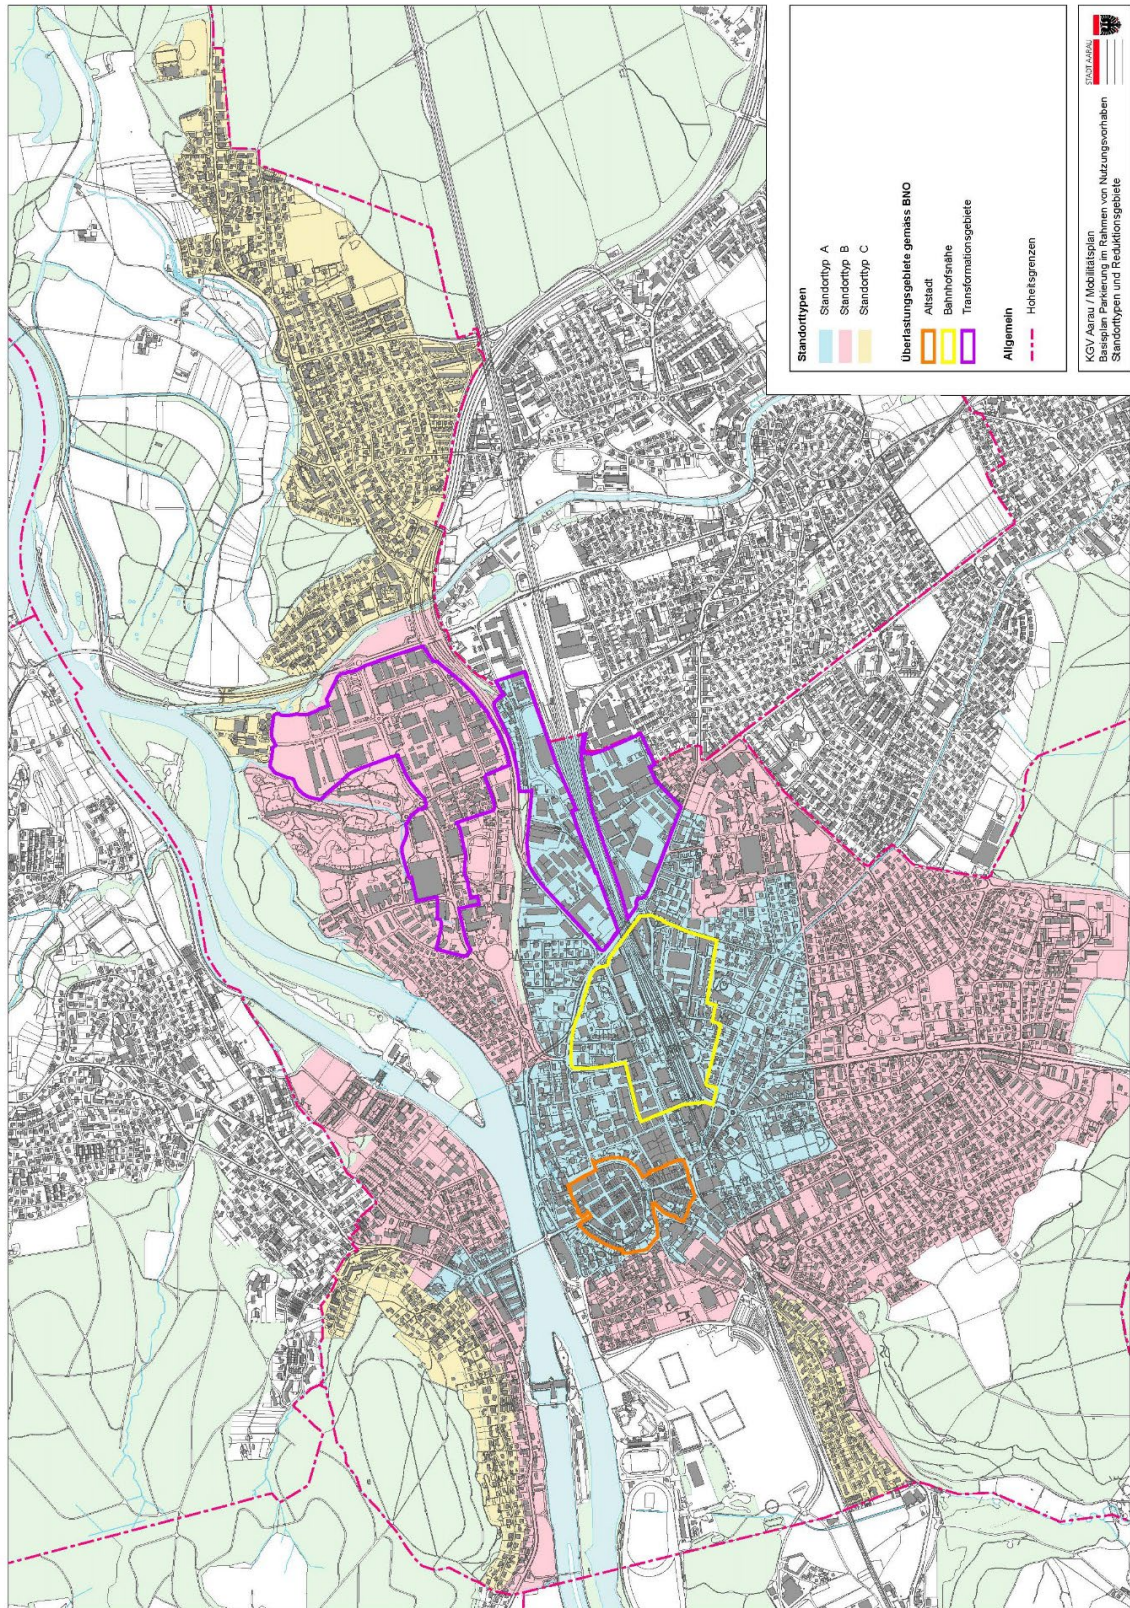 Standorttypen
Standorttyp A
Standorttyp B
Standorttyp C
Überlastungsgebiete gemäss BNO
Altstadt
Bahnhofsnähe
Transformationsgebiete
Allgemein
Hoheitsgrenzen
KGV Aarau / Mobilitätsplan
Basisplan Parkierung im Rahmen von Nutzungsvorhaben
Standorttypen und Reduktionsgebiete
STADT AARAU